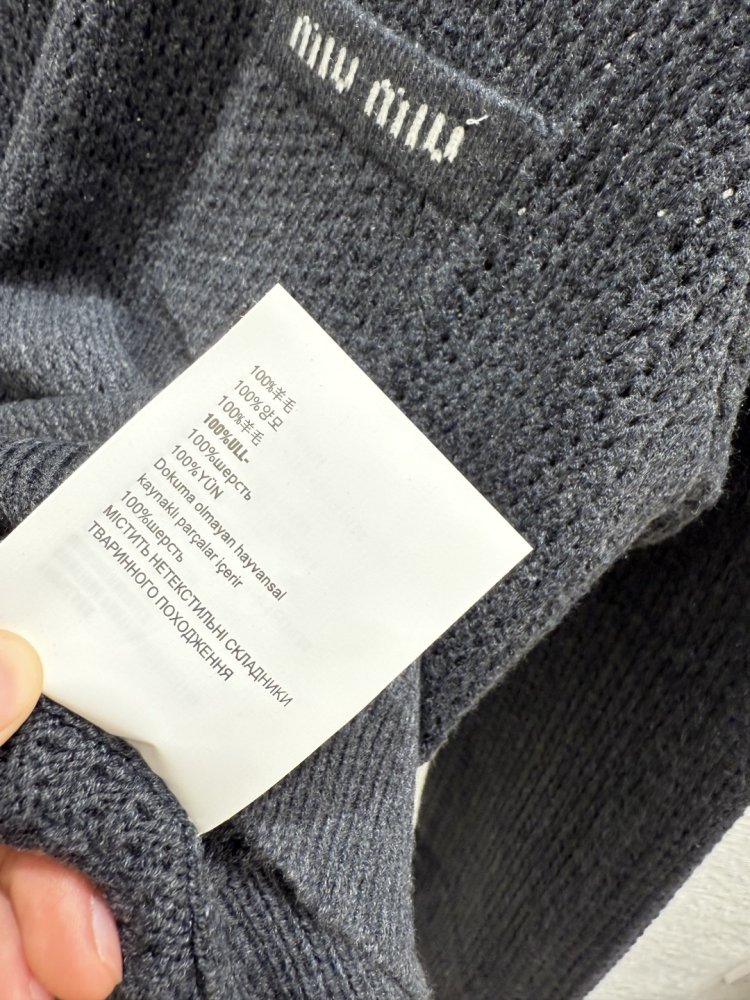 miu miu
100%羊毛
100%양모
100%羊毛
100%ULL-
100%шерсть
100%YÜN
Dokuma olmayan hayvansal
kaynaklı parçalar içerir
100%шерсть
МІСТИТЬ НЕТЕКСТИЛЬНІ СКЛАДНИКИ
ТВАРИННОГО ПОХОДЖЕННЯ